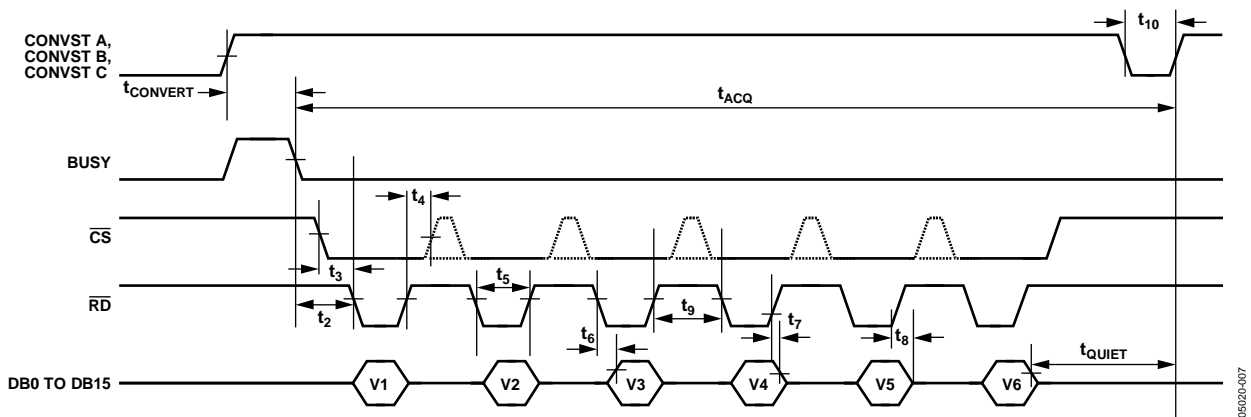 t10
CONVST A,
CONVST B,
CONVST C
tCONVERT
tACQ
BUSY
t4
CS
t3
t5
RD
t2
t9
t7
t6
t8
tQUIET
DB0 TO DB15
V1
V2
V3
V4
V5
V6
05020-007